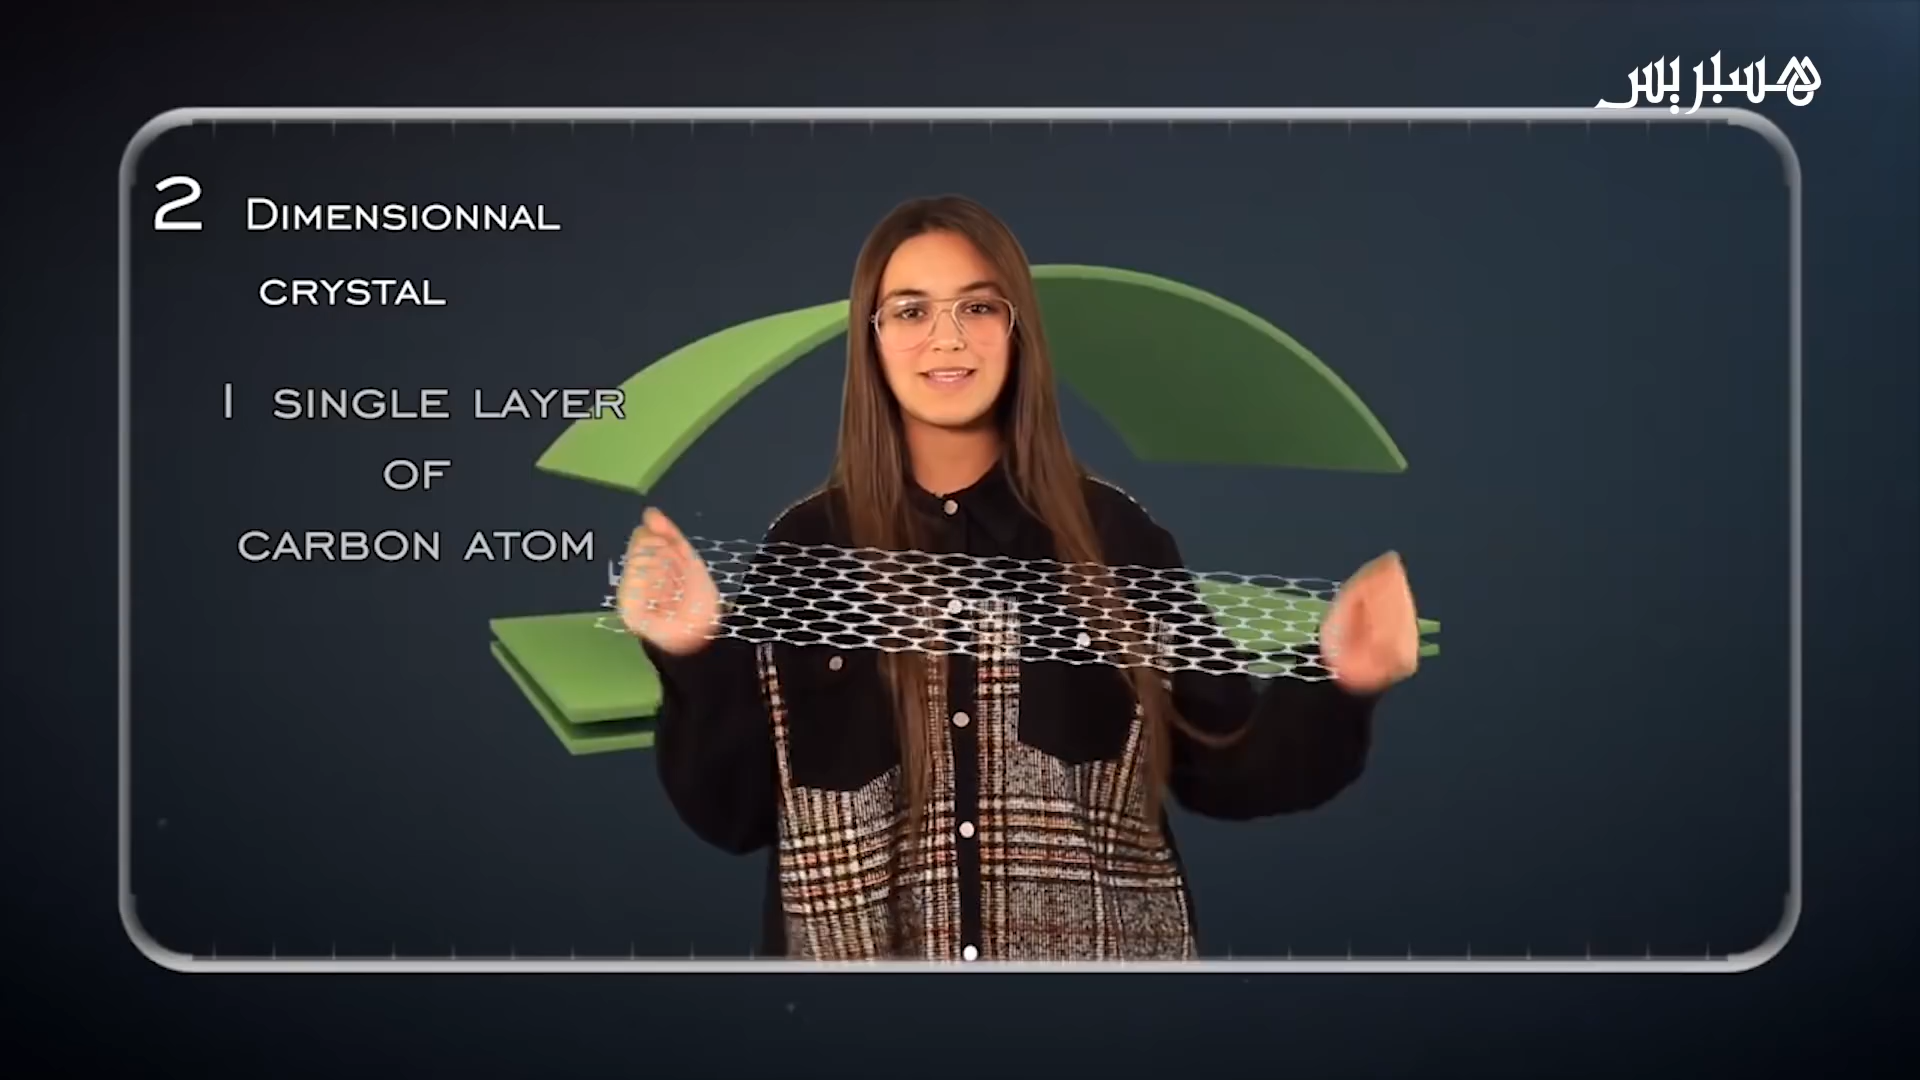 هسبريس
2 DIMENSIONNAL
CRYSTAL
1 SINGLE LAYER
OF
CARBON ATOM